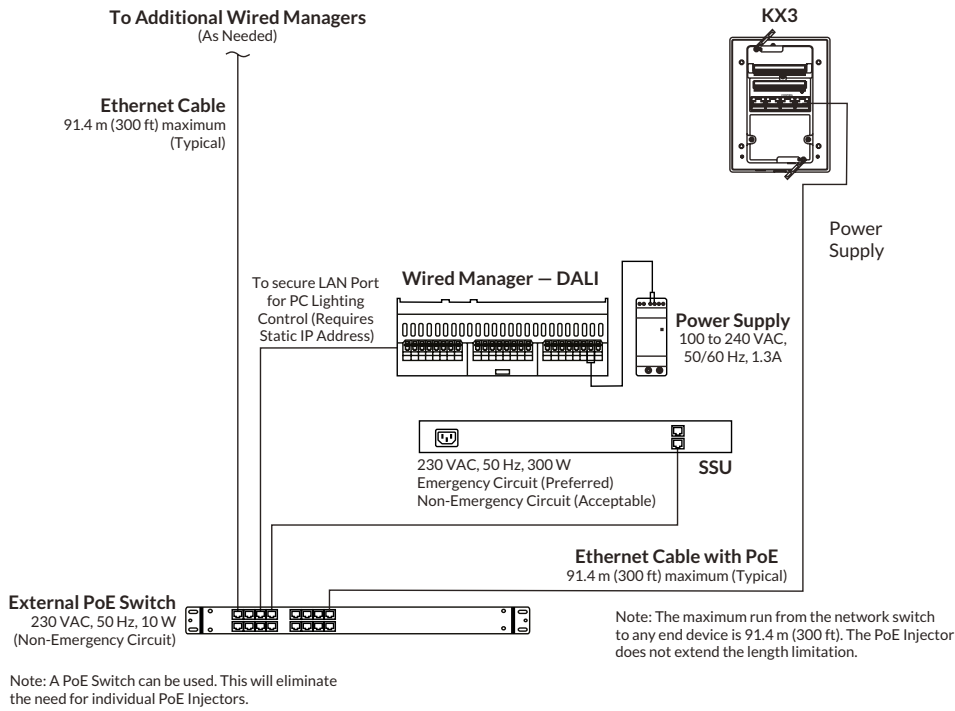 To Additional Wired Managers
(As Needed)
KX3
Ethernet Cable
91.4 m (300 ft) maximum
(Typical)
Power
Supply
To secure LAN Port
for PC Lighting
Control (Requires
Static IP Address)
Wired Manager — DALI
Power Supply
100 to 240 VAC,
50/60 Hz, 1.3A
230 VAC, 50 Hz, 300 W
Emergency Circuit (Preferred)
Non-Emergency Circuit (Acceptable)
SSU
Ethernet Cable with PoE
91.4 m (300 ft) maximum (Typical)
External PoE Switch
230 VAC, 50 Hz, 10 W
(Non-Emergency Circuit)
Note: The maximum run from the network switch
to any end device is 91.4 m (300 ft). The PoE Injector
does not extend the length limitation.
Note: A PoE Switch can be used. This will eliminate
the need for individual PoE Injectors.